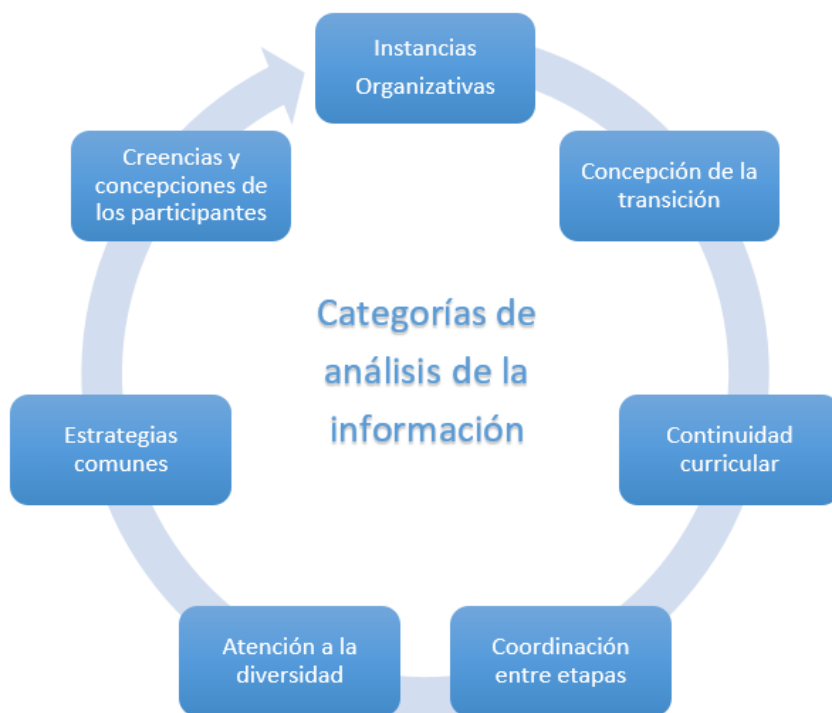 Instancias
Organizativas
Concepción de la
transición
Continuidad
curricular
Coordinación
entre etapas
Atención a la
diversidad
Estrategias
comunes
Creencias y
concepciones de
los participantes
Categorías de
análisis de la
información